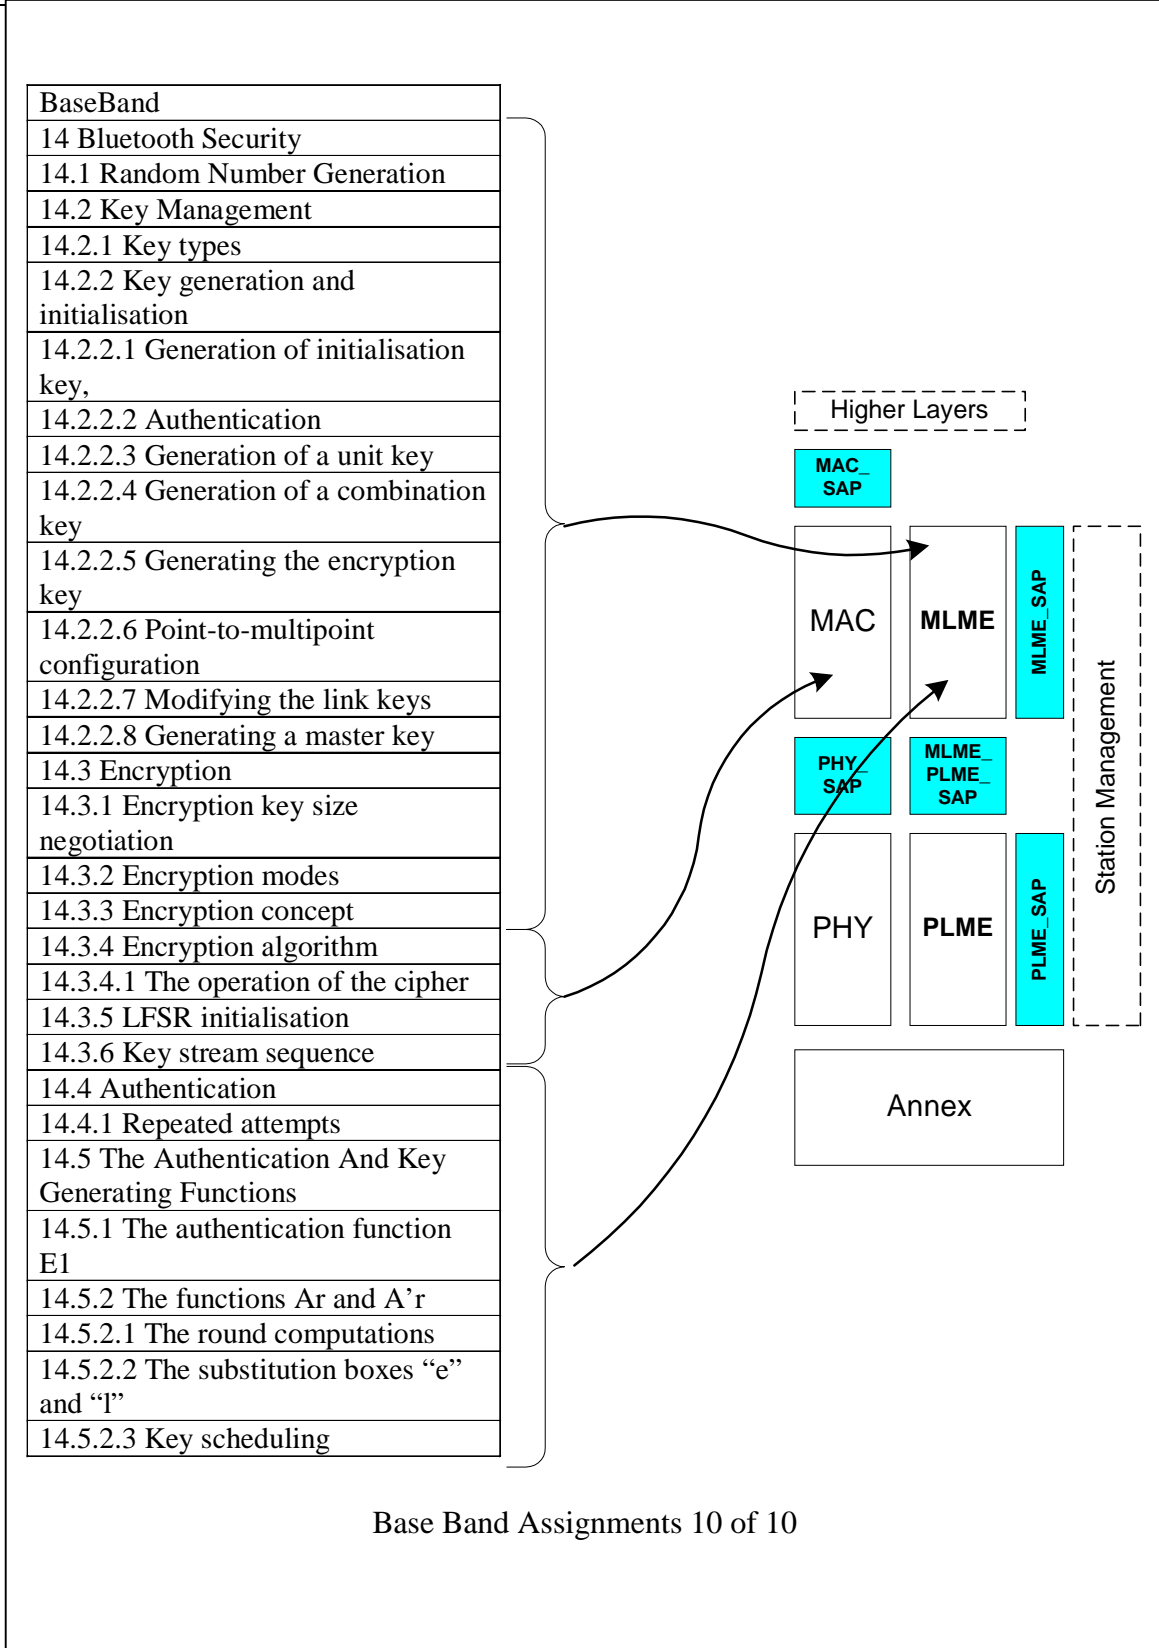 BaseBand
14 Bluetooth Security
14.1 Random Number Generation
14.2 Key Management
14.2.1 Key types
14.2.2 Key generation and
initialisation
14.2.2.1 Generation of initialisation
key,
14.2.2.2 Authentication
14.2.2.3 Generation of a unit key
14.2.2.4 Generation of a combination
key
14.2.2.5 Generating the encryption
key
14.2.2.6 Point-to-multipoint
configuration
14.2.2.7 Modifying the link keys
14.2.2.8 Generating a master key
14.3 Encryption
14.3.1 Encryption key size
negotiation
14.3.2 Encryption modes
14.3.3 Encryption concept
14.3.4 Encryption algorithm
14.3.4.1 The operation of the cipher
14.3.5 LFSR initialisation
14.3.6 Key stream sequence
14.4 Authentication
14.4.1 Repeated attempts
14.5 The Authentication And Key
Generating Functions
14.5.1 The authentication function
E1
14.5.2 The functions Ar and A’r
14.5.2.1 The round computations
14.5.2.2 The substitution boxes “e”
and “l”
14.5.2.3 Key scheduling
Higher Layers
MAC_
SAP
MAC
MLME
MLME_SAP
PHY_
SAP
MLME_
PLME_
SAP
PHY
PLME
PLME_SAP
Station Management
Annex
Base Band Assignments 10 of 10